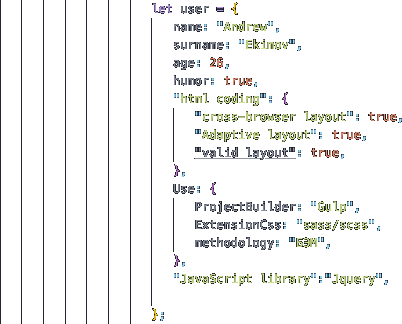 let user = {
name: "Andrew",
surname: "Ekimov",
age: 26,
humor: true,
"html coding": {
"cross-browser layout": true,
"Adaptive layout": true,
"valid layout": true,
},
Use: {
ProjectBuilder: "Gulp",
ExtensionCss: "sass/scss",
methodology: "BЭM",
},
"JavaScript library":"Jquery",
};